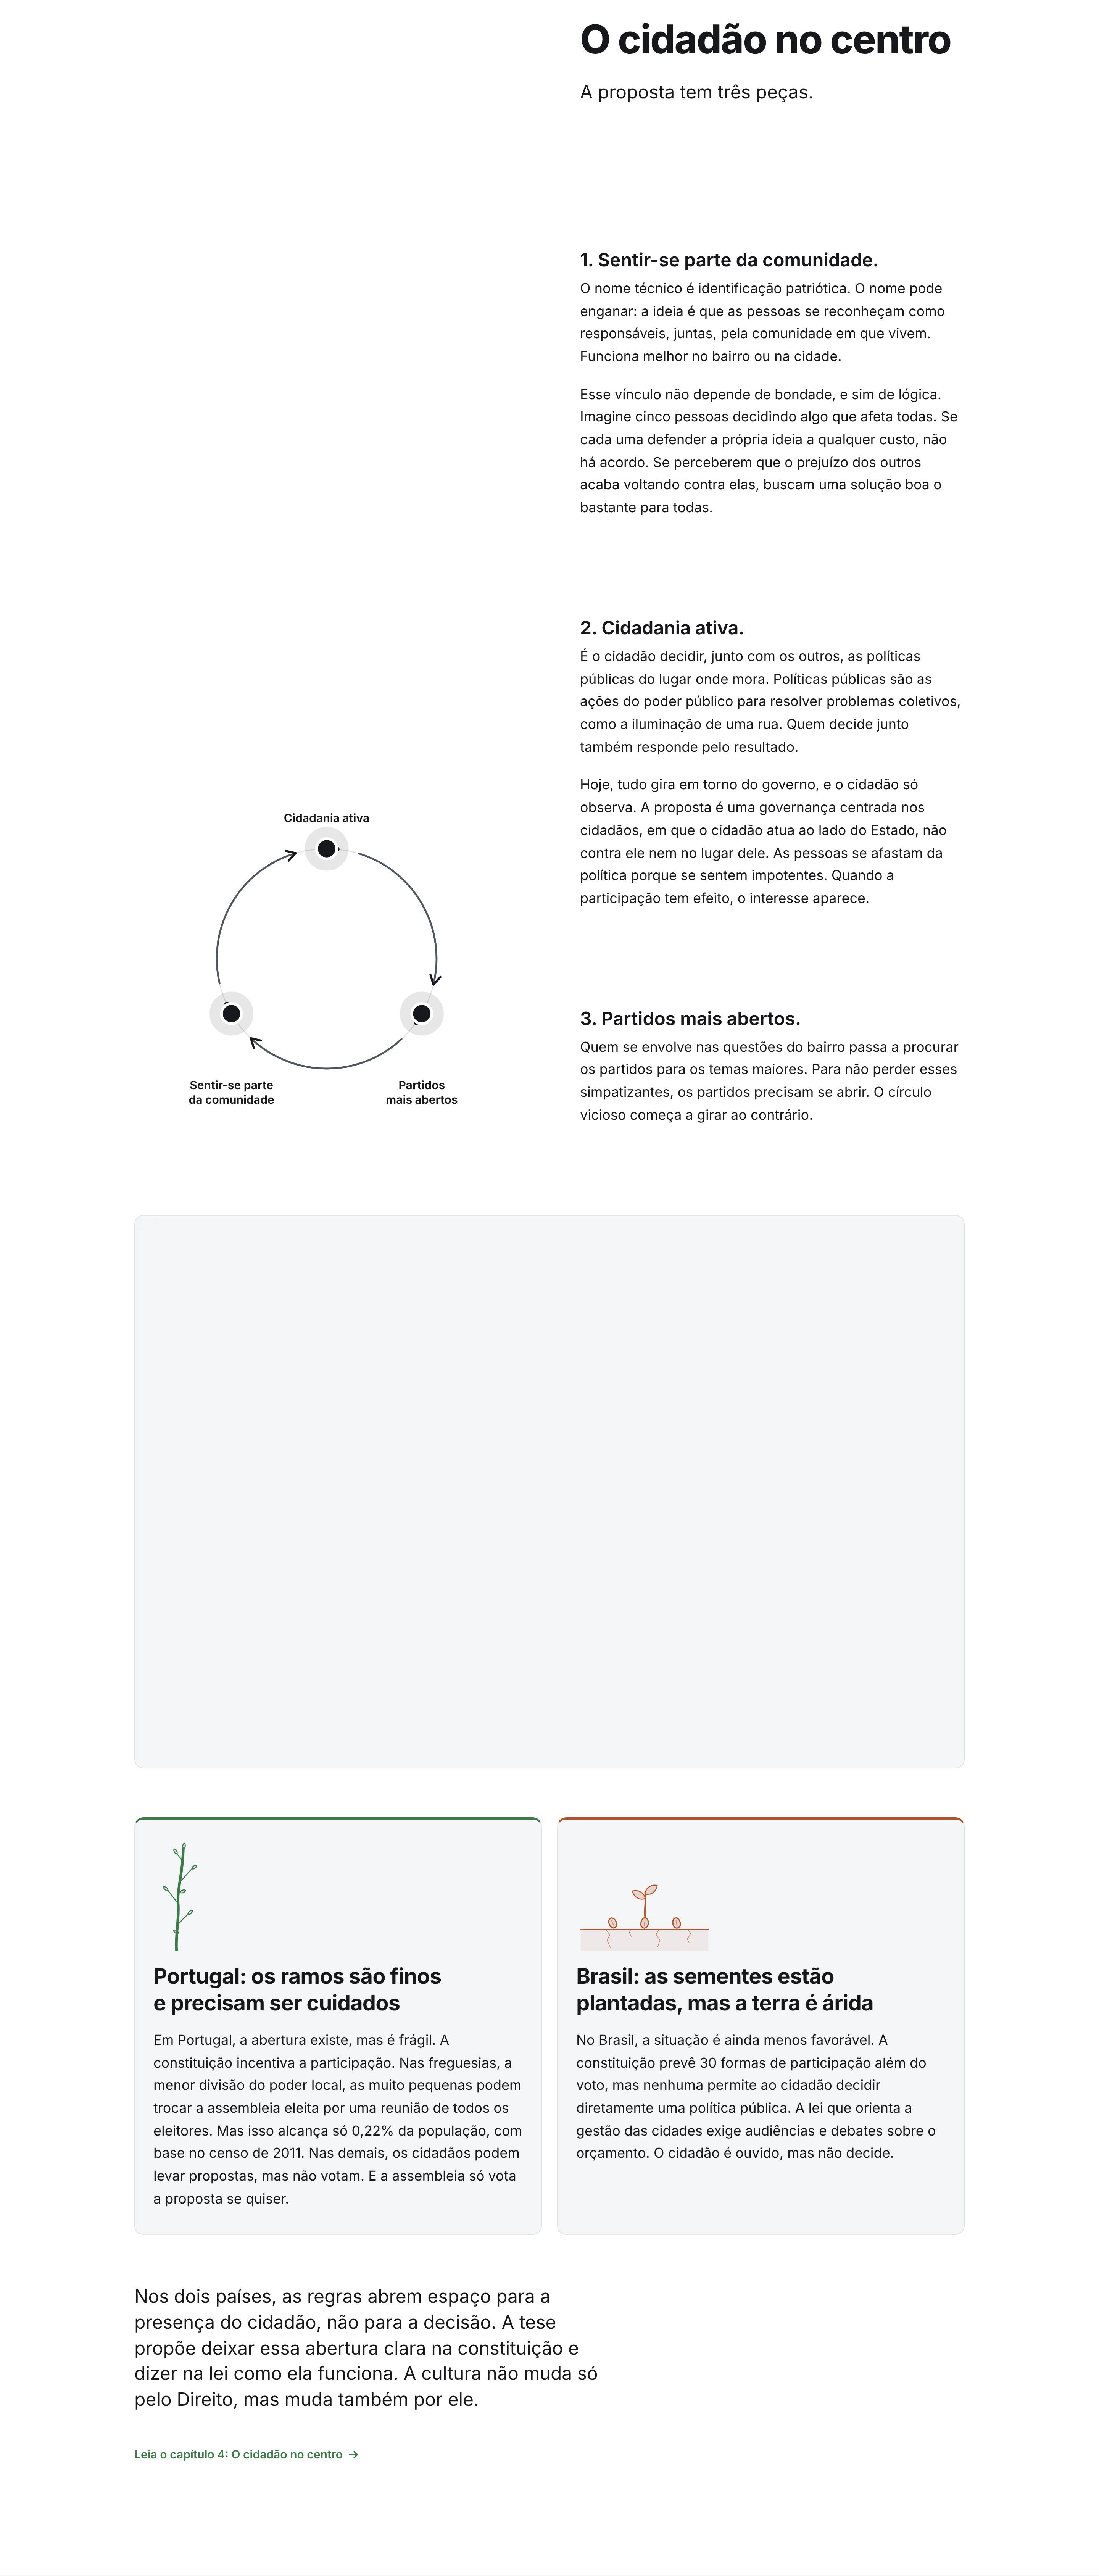 O cidadão no centro
A proposta tem três peças.
1. Sentir-se parte da comunidade.
O nome técnico é identificação patriótica. O nome pode
enganar: a ideia é que as pessoas se reconheçam como
responsáveis, juntas, pela comunidade em que vivem.
Funciona melhor no bairro ou na cidade.
Esse vínculo não depende de bondade, e sim de lógica.
Imagine cinco pessoas decidindo algo que afeta todas. Se
cada uma defender a própria ideia a qualquer custo, não
há acordo. Se perceberem que o prejuízo dos outros
acaba voltando contra elas, buscam uma solução boa o
bastante para todas.
2. Cidadania ativa.
É o cidadão decidir, junto com os outros, as políticas
públicas do lugar onde mora. Políticas públicas são as
ações do poder público para resolver problemas coletivos,
como a iluminação de uma rua. Quem decide junto
também responde pelo resultado.
Hoje, tudo gira em torno do governo, e o cidadão só
observa. A proposta é uma governança centrada nos
cidadãos, em que o cidadão atua ao lado do Estado, não
contra ele nem no lugar dele. As pessoas se afastam da
política porque se sentem impotentes. Quando a
participação tem efeito, o interesse aparece.
Cidadania ativa
Sentir-se parte
da comunidade
Partidos
mais abertos
3. Partidos mais abertos.
Quem se envolve nas questões do bairro passa a procurar
os partidos para os temas maiores. Para não perder esses
simpatizantes, os partidos precisam se abrir. O círculo
vicioso começa a girar ao contrário.
Portugal: os ramos são finos
e precisam ser cuidados
Em Portugal, a abertura existe, mas é frágil. A
constituição incentiva a participação. Nas freguesias, a
menor divisão do poder local, as muito pequenas podem
trocar a assembleia eleita por uma reunião de todos os
eleitores. Mas isso alcança só 0,22% da população, com
base no censo de 2011. Nas demais, os cidadãos podem
levar propostas, mas não votam. E a assembleia só vota
a proposta se quiser.
Brasil: as sementes estão
plantadas, mas a terra é árida
No Brasil, a situação é ainda menos favorável. A
constituição prevê 30 formas de participação além do
voto, mas nenhuma permite ao cidadão decidir
diretamente uma política pública. A lei que orienta a
gestão das cidades exige audiências e debates sobre o
orçamento. O cidadão é ouvido, mas não decide.
Nos dois países, as regras abrem espaço para a
presença do cidadão, não para a decisão. A tese
propõe deixar essa abertura clara na constituição e
dizer na lei como ela funciona. A cultura não muda só
pelo Direito, mas muda também por ele.
Leia o capítulo 4: O cidadão no centro →